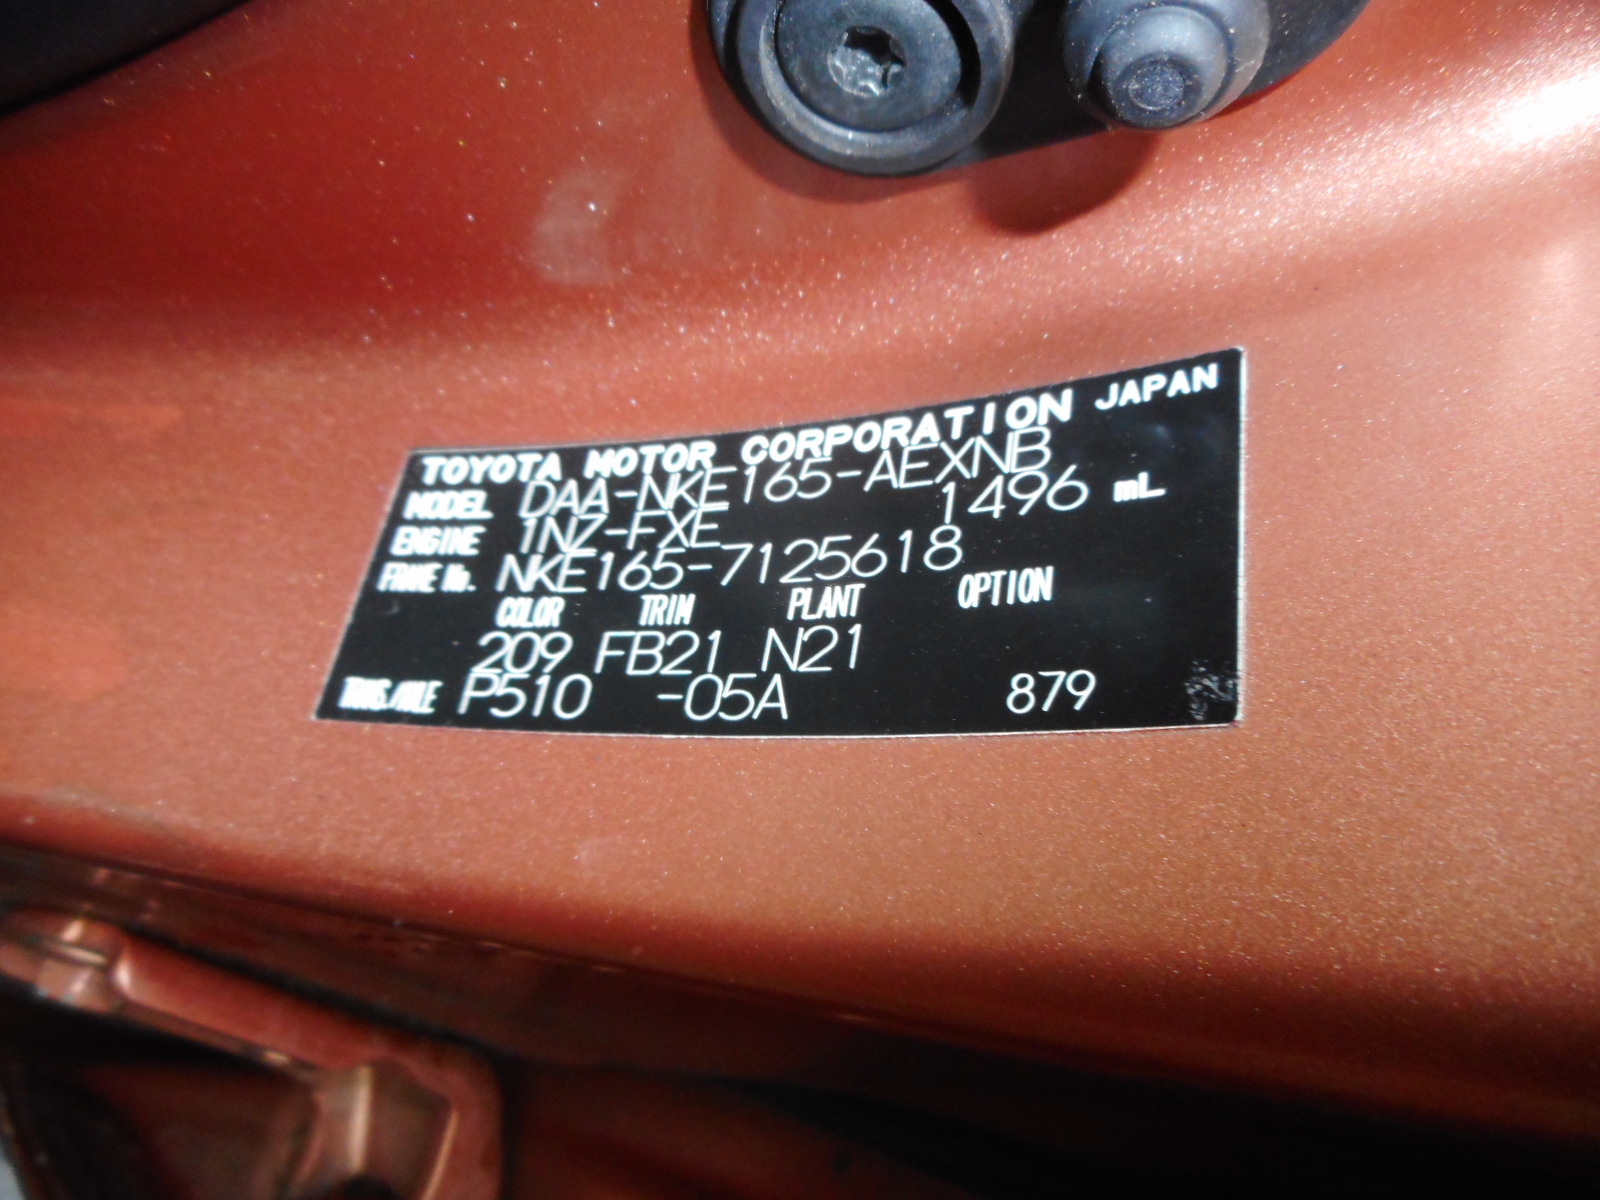 TOYOTA MOTOR CORPORATION JAPAN
MODEL DAA-NKE165-AEXNB
ENGINE 1NZ-FXE 1496 mL
FRAME No. NKE165-7125618
COLOR TRIM PLANT OPTION
209 FB21 N21
TRANS./AXLE P510 -05A 879